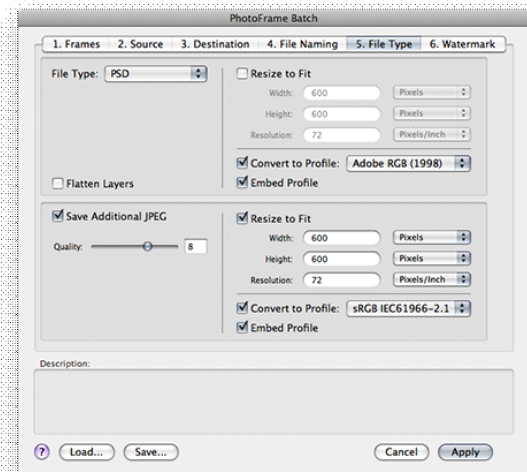 PhotoFrame Batch
1. Frames 2. Source 3. Destination 4. File Naming 5. File Type 6. Watermark
File Type: PSD
Resize to Fit
Width: 600 Pixels
Height: 600 Pixels
Resolution: 72 Pixels/Inch
Convert to Profile: Adobe RGB (1998)
Flatten Layers
Embed Profile
Save Additional JPEG
Resize to Fit
Quality: 8
Width: 600 Pixels
Height: 600 Pixels
Resolution: 72 Pixels/Inch
Convert to Profile: sRGB IEC61966-2.1
Embed Profile
Description:
? Load... Save... Cancel Apply